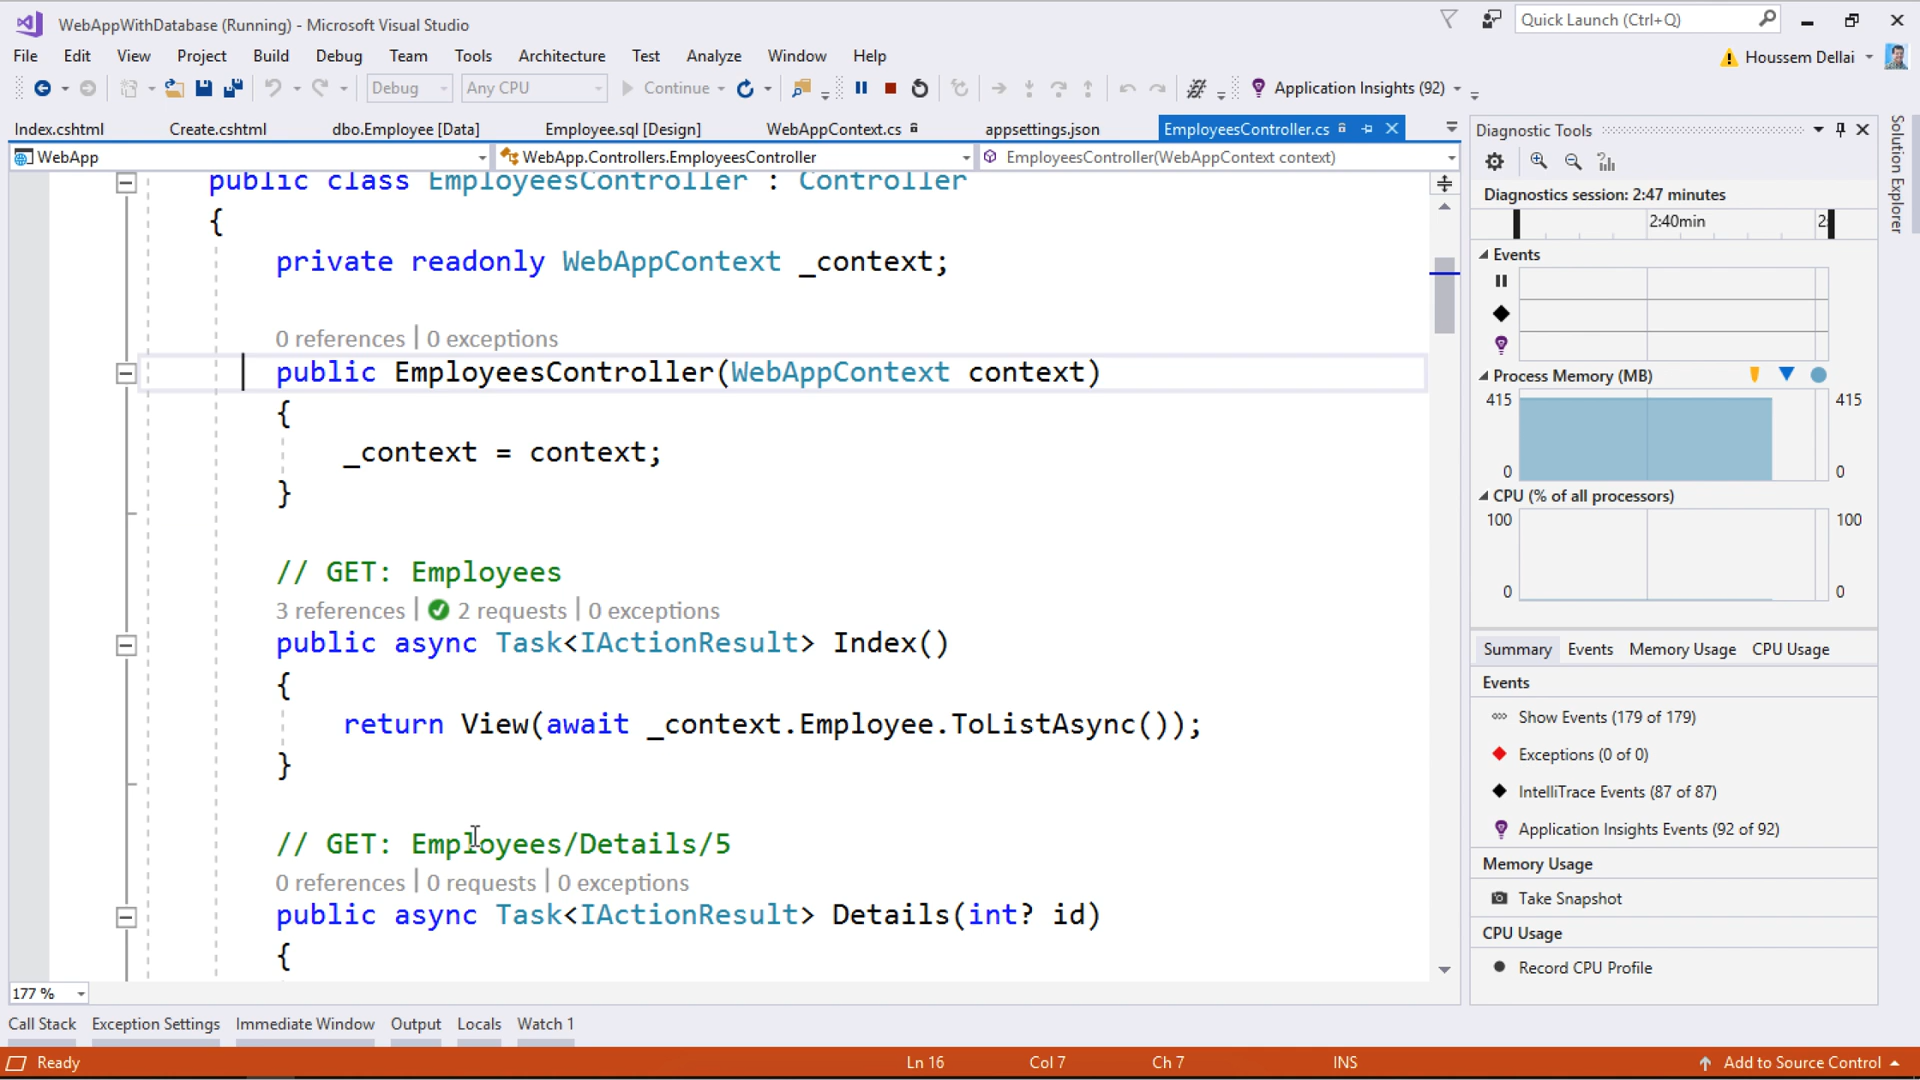 WebAppWithDatabase (Running) - Microsoft Visual Studio
Quick Launch (Ctrl+Q)
File Edit View Project Build Debug Team Tools Architecture Test Analyze Window Help
Houssem Dellai
Debug Any CPU Continue Application Insights (92)
Index.cshtml Create.cshtml dbo.Employee [Data] Employee.sql [Design] WebAppContext.cs appsettings.json EmployeesController.cs
WebApp WebApp.Controllers.EmployeesController EmployeesController(WebAppContext context)
public class EmployeesController : Controller
{
private readonly WebAppContext _context;
0 references | 0 exceptions
public EmployeesController(WebAppContext context)
{
_context = context;
}
// GET: Employees
3 references | 2 requests | 0 exceptions
public async Task<IActionResult> Index()
{
return View(await _context.Employee.ToListAsync());
}
// GET: Employees/Details/5
0 references | 0 requests | 0 exceptions
public async Task<IActionResult> Details(int? id)
{
177 %
Diagnostic Tools
Diagnostics session: 2:47 minutes
2:40min 2:
Events
Process Memory (MB)
415 415
0 0
CPU (% of all processors)
100 100
0 0
Summary Events Memory Usage CPU Usage
Events
Show Events (179 of 179)
Exceptions (0 of 0)
IntelliTrace Events (87 of 87)
Application Insights Events (92 of 92)
Memory Usage
Take Snapshot
CPU Usage
Record CPU Profile
Solution Explorer
Call Stack Exception Settings Immediate Window Output Locals Watch 1
Ready Ln 16 Col 7 Ch 7 INS Add to Source Control